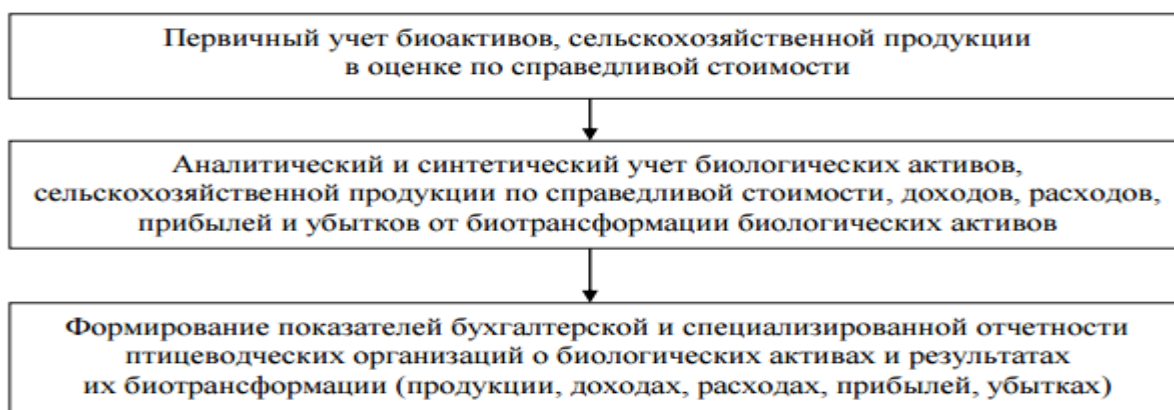 Первичный учет биоактивов, сельскохозяйственной продукции
в оценке по справедливой стоимости
Аналитический и синтетический учет биологических активов,
сельскохозяйственной продукции по справедливой стоимости, доходов, расходов,
прибылей и убытков от биотрансформации биологических активов
Формирование показателей бухгалтерской и специализированной отчетности
птицеводческих организаций о биологических активах и результатах
их биотрансформации (продукции, доходах, расходах, прибылей, убытках)